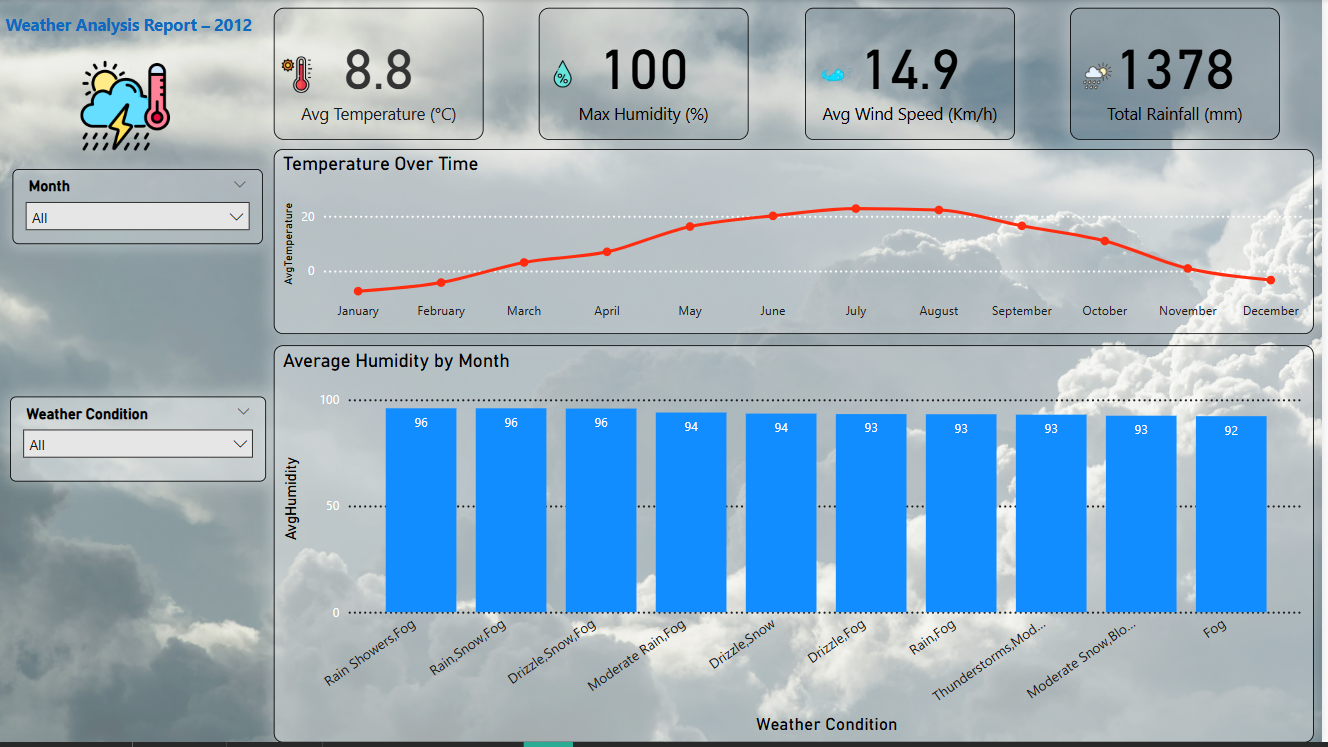 Weather Analysis Report – 2012
8.8
Avg Temperature (°C)
%
100
Max Humidity (%)
14.9
Avg Wind Speed (Km/h)
1378
Total Rainfall (mm)
Month
All
Weather Condition
All
Temperature Over Time
AvgTemperature
20
0
January February March April May June July August September October November December
Average Humidity by Month
AvgHumidity
100
50
0
96 96 96 94 94 93 93 93 93 92
Rain Showers,Fog
Rain,Snow,Fog
Drizzle,Snow,Fog
Moderate Rain,Fog
Drizzle,Snow
Drizzle,Fog
Rain,Fog
Thunderstorms,Mod...
Moderate Snow,Blo...
Fog
Weather Condition